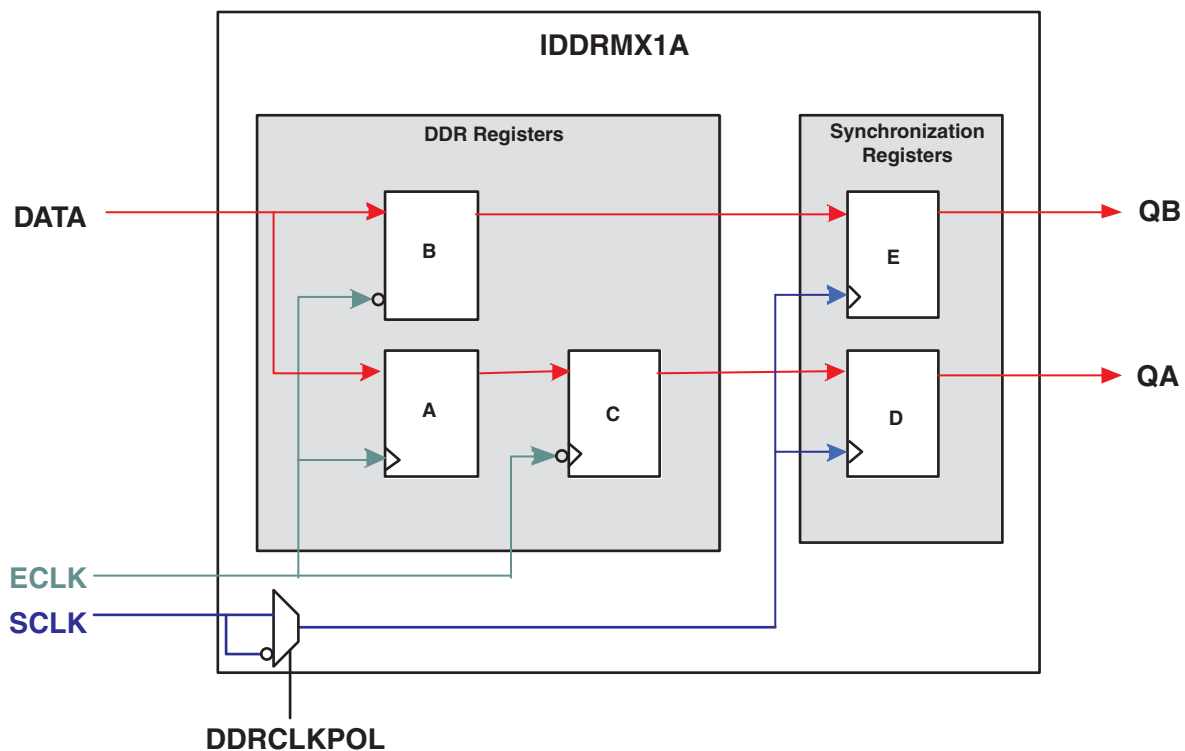 IDDRMX1A
DDR Registers
Synchronization
Registers
DATA
B
E
QB
A
C
D
QA
ECLK
SCLK
DDRCLKPOL